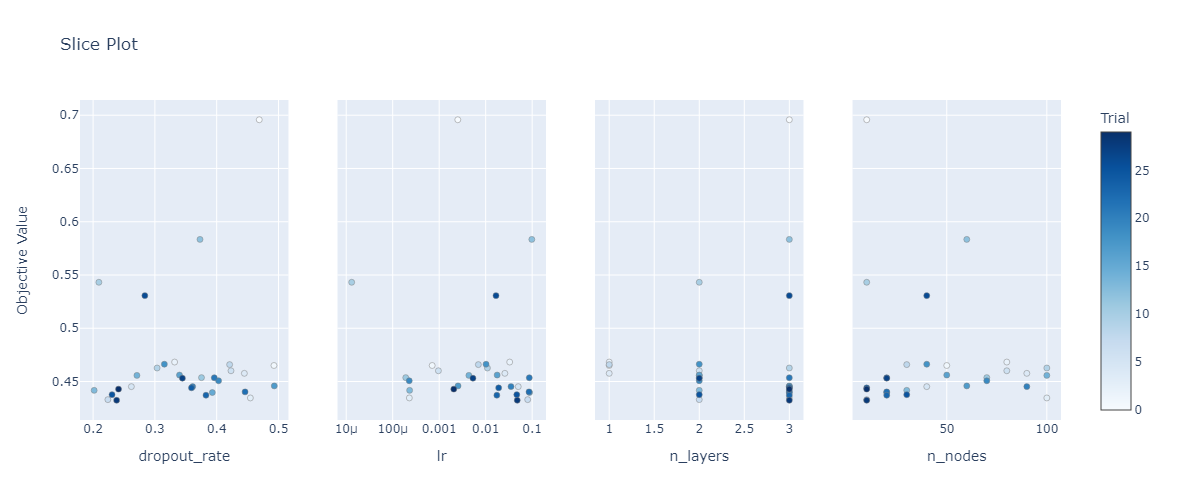 Slice Plot
Trial
Objective Value
0.7
0.65
0.6
0.55
0.5
0.45
0.2 0.3 0.4 0.5
dropout_rate
10μ 100μ 0.001 0.01 0.1
lr
1 1.5 2 2.5 3
n_layers
50 100
n_nodes
25
20
15
10
5
0